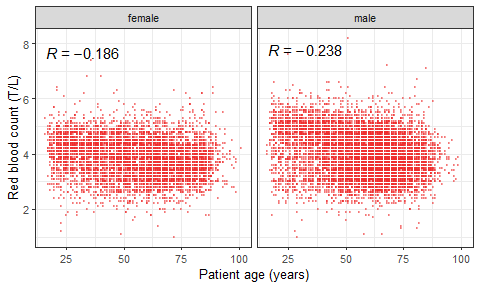 female
male
R = −0.186
R = −0.238
Red blood count (T/L)
8
6
4
2
25
50
75
100
25
50
75
100
Patient age (years)